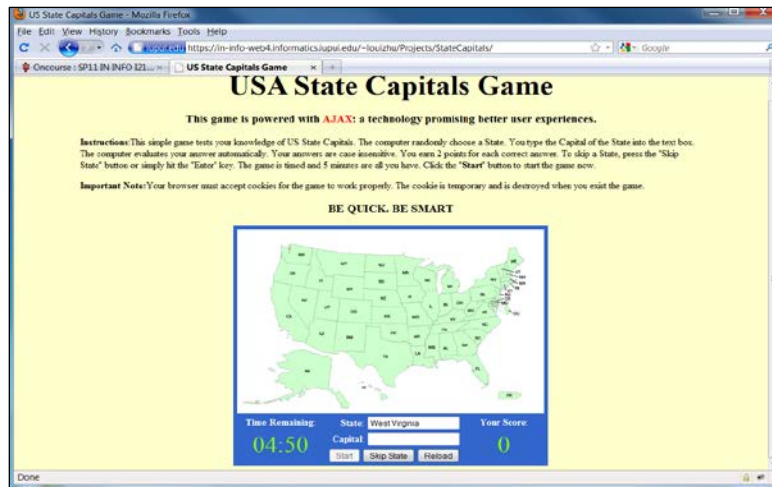 US State Capitals Game - Mozilla Firefox
File Edit View History Bookmarks Tools Help
iupui.edu https://in-info-web4.informatics.iupui.edu/~louizhu/Projects/StateCapitals/
Google
Oncourse : SP11 IN INFO I21...
US State Capitals Game
USA State Capitals Game
This game is powered with AJAX: a technology promising better user experiences.
Instructions:This simple game tests your knowledge of US State Capitals. The computer randonly choose a State. You type the Capital of the State into the text box.
The computer evaluates your answer automatically. Your answers are case insensitive. You earn 2 points for each correct answer. To skip a State, press the "Skip
State" button or simply hit the "Enter" key. The game is timed and 5 minutes are all you have. Click the "Start" button to start the game now.
Important Note:Your browser must accept cookies for the game to work properly. The cookie is temporary and is destroyed when you exist the game.
BE QUICK. BE SMART
Time Remaining:
State: West Virginia
Your Score:
04:50
Capital:
0
Start Skip State Reload
Done